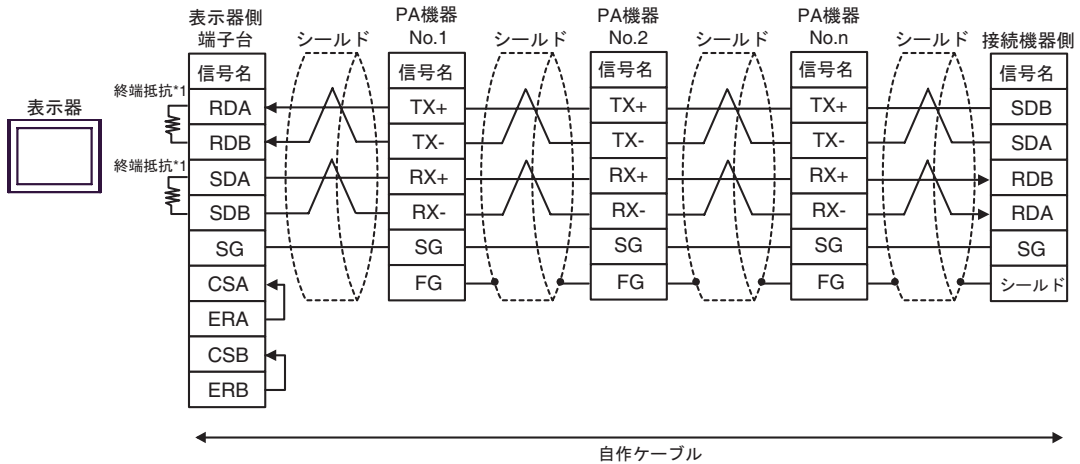 表示器
表示器側
端子台
信号名
RDA
RDB
SDA
SDB
SG
CSA
ERA
CSB
ERB
終端抵抗*1
終端抵抗*1
シールド
PA機器
No.1
信号名
TX+
TX-
RX+
RX-
SG
FG
シールド
PA機器
No.2
信号名
TX+
TX-
RX+
RX-
SG
FG
シールド
PA機器
No.n
信号名
TX+
TX-
RX+
RX-
SG
FG
シールド
接続機器側
信号名
SDB
SDA
RDB
RDA
SG
シールド
自作ケーブル